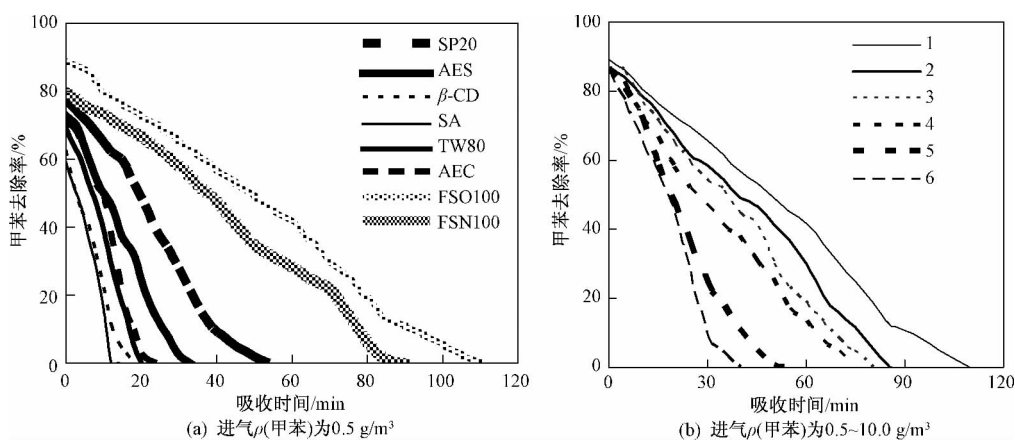 100
80
60
40
20
0
甲苯去除率/%
SP20
AES
β-CD
SA
TW80
AEC
FSO100
FSN100
0 20 40 60 80 100 120
吸收时间/min
(a) 进气ρ(甲苯)为0.5 g/m³
100
80
60
40
20
0
甲苯去除率/%
1
2
3
4
5
6
0 30 60 90 120
吸收时间/min
(b) 进气ρ(甲苯)为0.5~10.0 g/m³